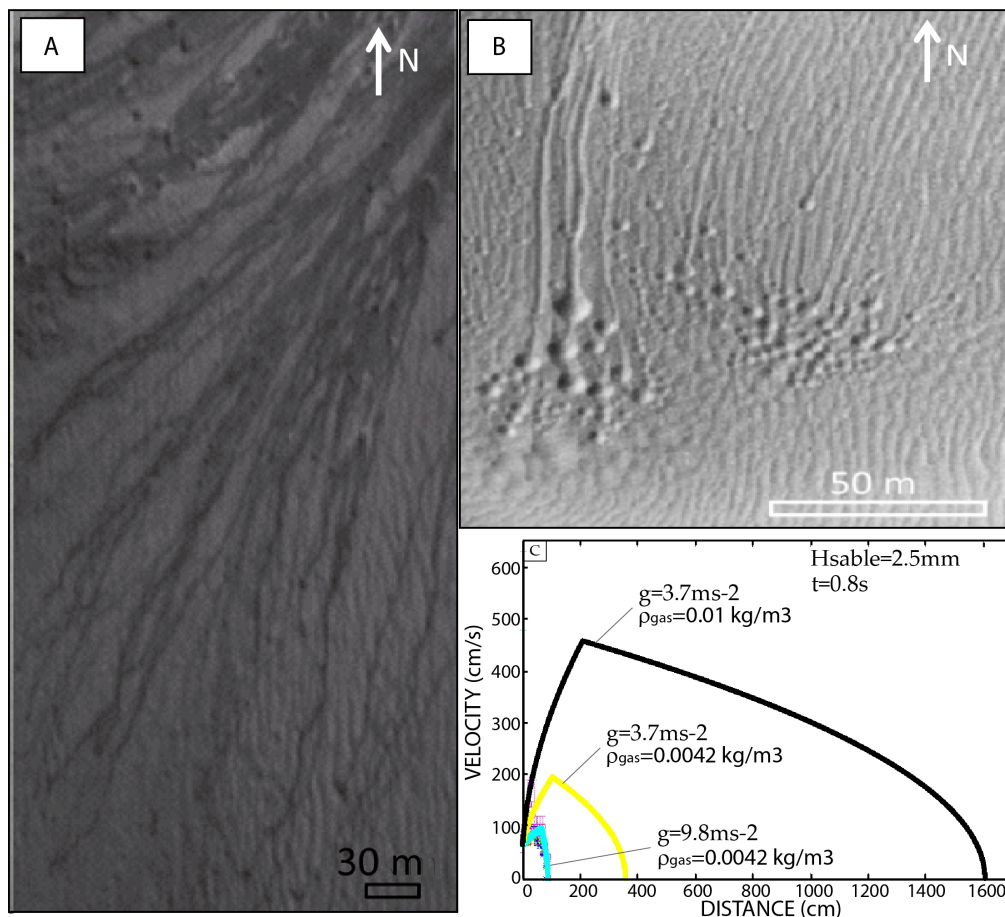 A
N
30 m
B
N
50 m
C
Hsable=2.5mm
t=0.8s
g=3.7ms-2
ρgas=0.01 kg/m3
g=3.7ms-2
ρgas=0.0042 kg/m3
g=9.8ms-2
ρgas=0.0042 kg/m3
VELOCITY (cm/s)
600
500
400
300
200
100
0
0 200 400 600 800 1000 1200 1400 1600
DISTANCE (cm)